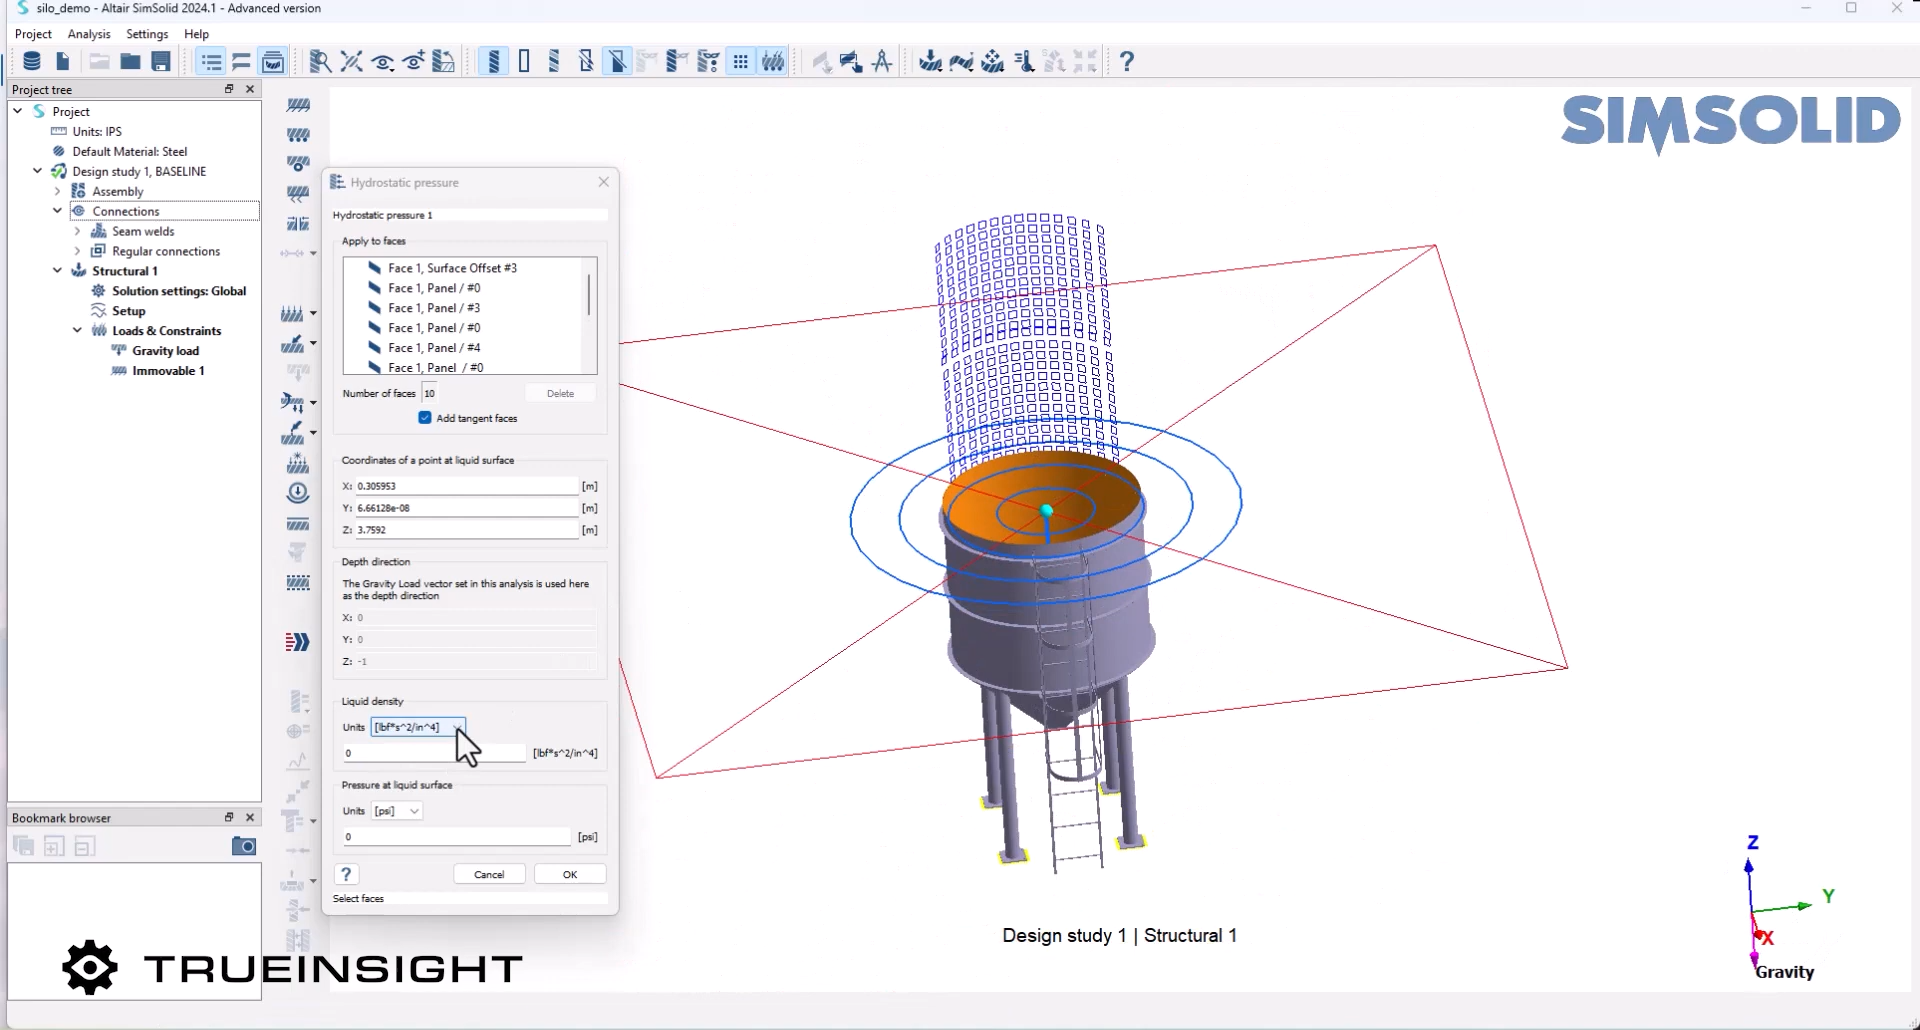 silo_demo - Altair SimSolid 2024.1 - Advanced version
Project Analysis Settings Help
Project tree
Project
Units: IPS
Default Material: Steel
Design study 1, BASELINE
Assembly
Connections
Seam welds
Regular connections
Structural 1
Solution settings: Global
Setup
Loads & Constraints
Gravity load
Immovable 1
Bookmark browser
Hydrostatic pressure
Hydrostatic pressure 1
Apply to faces
Face 1, Surface Offset #3
Face 1, Panel / #0
Face 1, Panel / #3
Face 1, Panel / #0
Face 1, Panel / #4
Face 1, Panel / #0
Number of faces 10 Delete
Add tangent faces
Coordinates of a point at liquid surface
X: 0.305953 [m]
Y: 6.66128e-08 [m]
Z: 3.7592 [m]
Depth direction
The Gravity Load vector set in this analysis is used here
as the depth direction
X: 0
Y: 0
Z: -1
Liquid density
Units [lbf*s^2/in^4]
0 [lbf*s^2/in^4]
Pressure at liquid surface
Units [psi]
0 [psi]
? Cancel OK
Select faces
SIMSOLID
Design study 1 | Structural 1
Z
Y
X
Gravity
TRUEINSIGHT